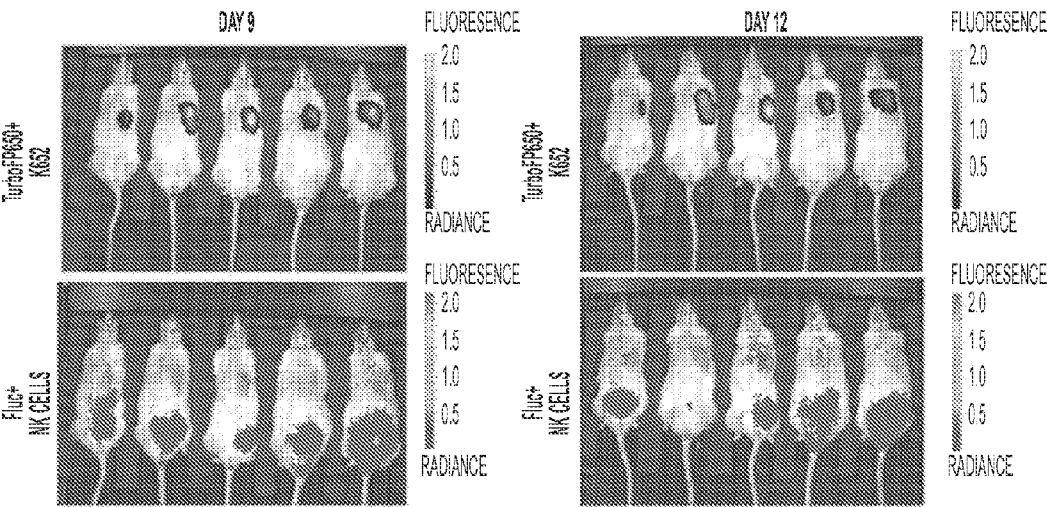 DAY 9
FLUORESENCE
2.0
1.5
1.0
0.5
RADIANCE
TurboFP650+
K652
DAY 12
FLUORESENCE
2.0
1.5
1.0
0.5
RADIANCE
TurboFP650+
K652
FLUORESENCE
2.0
1.5
1.0
0.5
RADIANCE
Fluc+
NK CELLS
FLUORESENCE
2.0
1.5
1.0
0.5
RADIANCE
Fluc+
NK CELLS